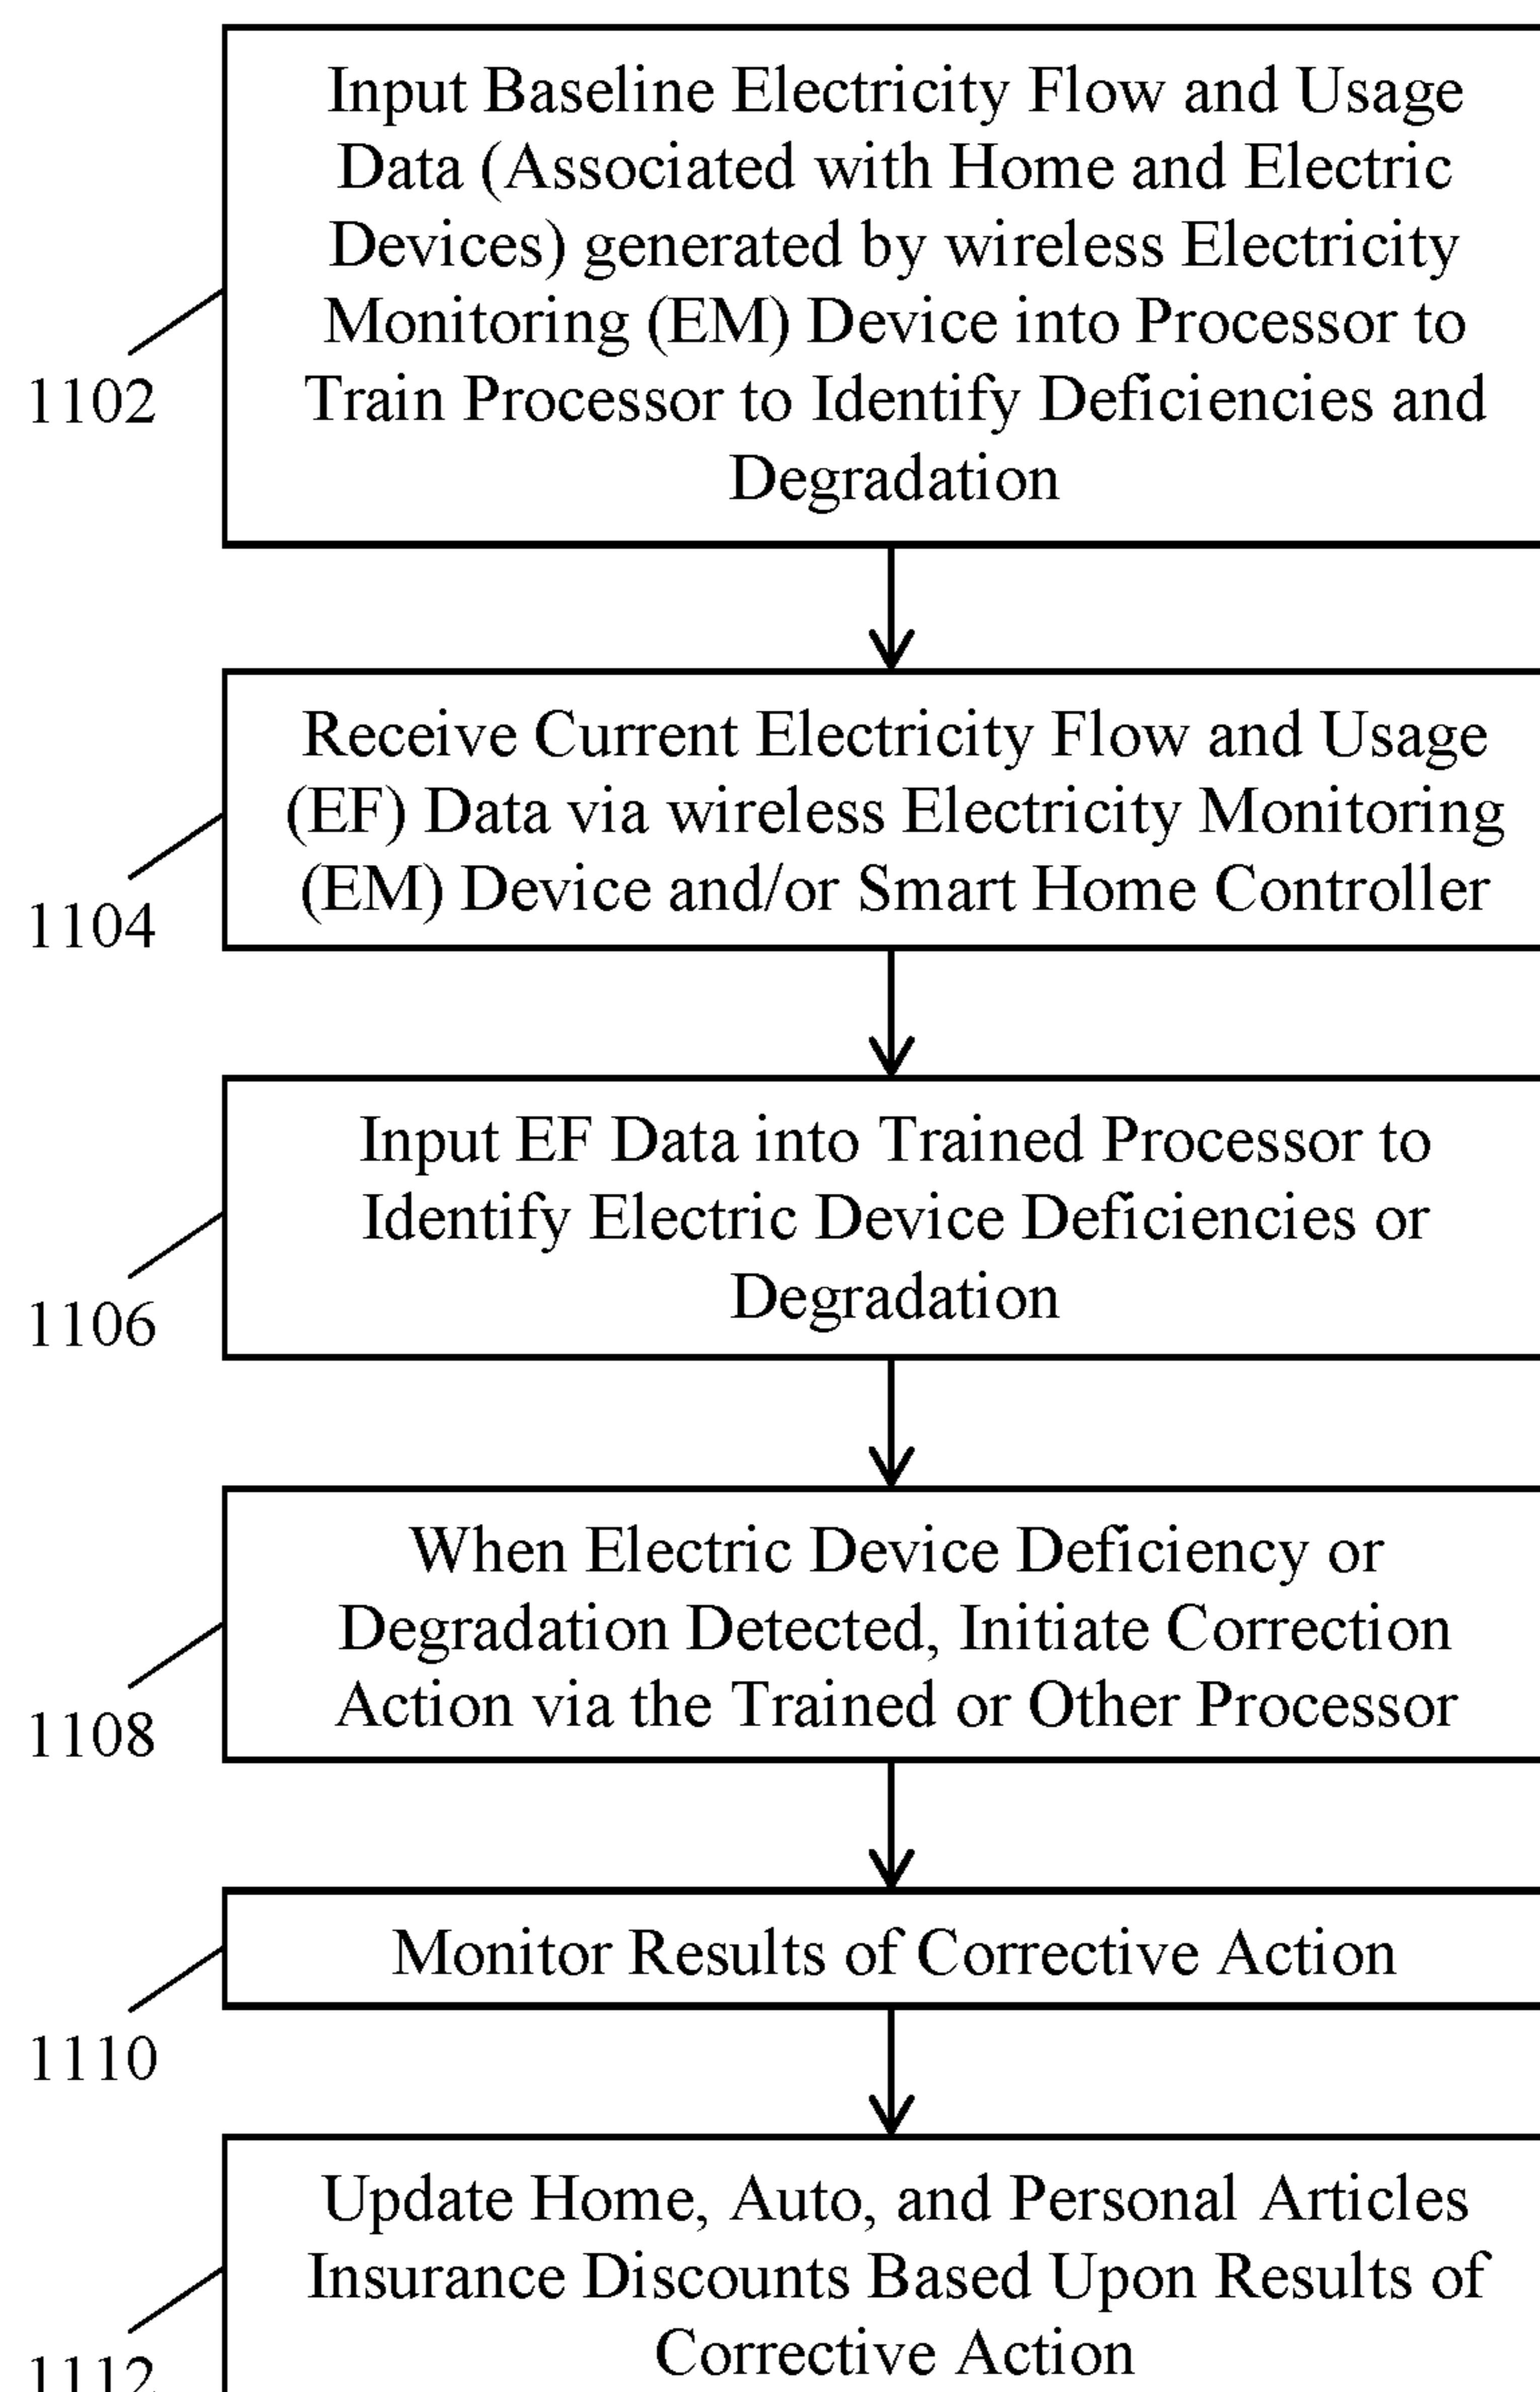 Input Baseline Electricity Flow and Usage
Data (Associated with Home and Electric
Devices) generated by wireless Electricity
Monitoring (EM) Device into Processor to
Train Processor to Identify Deficiencies and
Degradation
1102
Receive Current Electricity Flow and Usage
(EF) Data via wireless Electricity Monitoring
(EM) Device and/or Smart Home Controller
1104
Input EF Data into Trained Processor to
Identify Electric Device Deficiencies or
Degradation
1106
When Electric Device Deficiency or
Degradation Detected, Initiate Correction
Action via the Trained or Other Processor
1108
Monitor Results of Corrective Action
1110
Update Home, Auto, and Personal Articles
Insurance Discounts Based Upon Results of
Corrective Action
1112